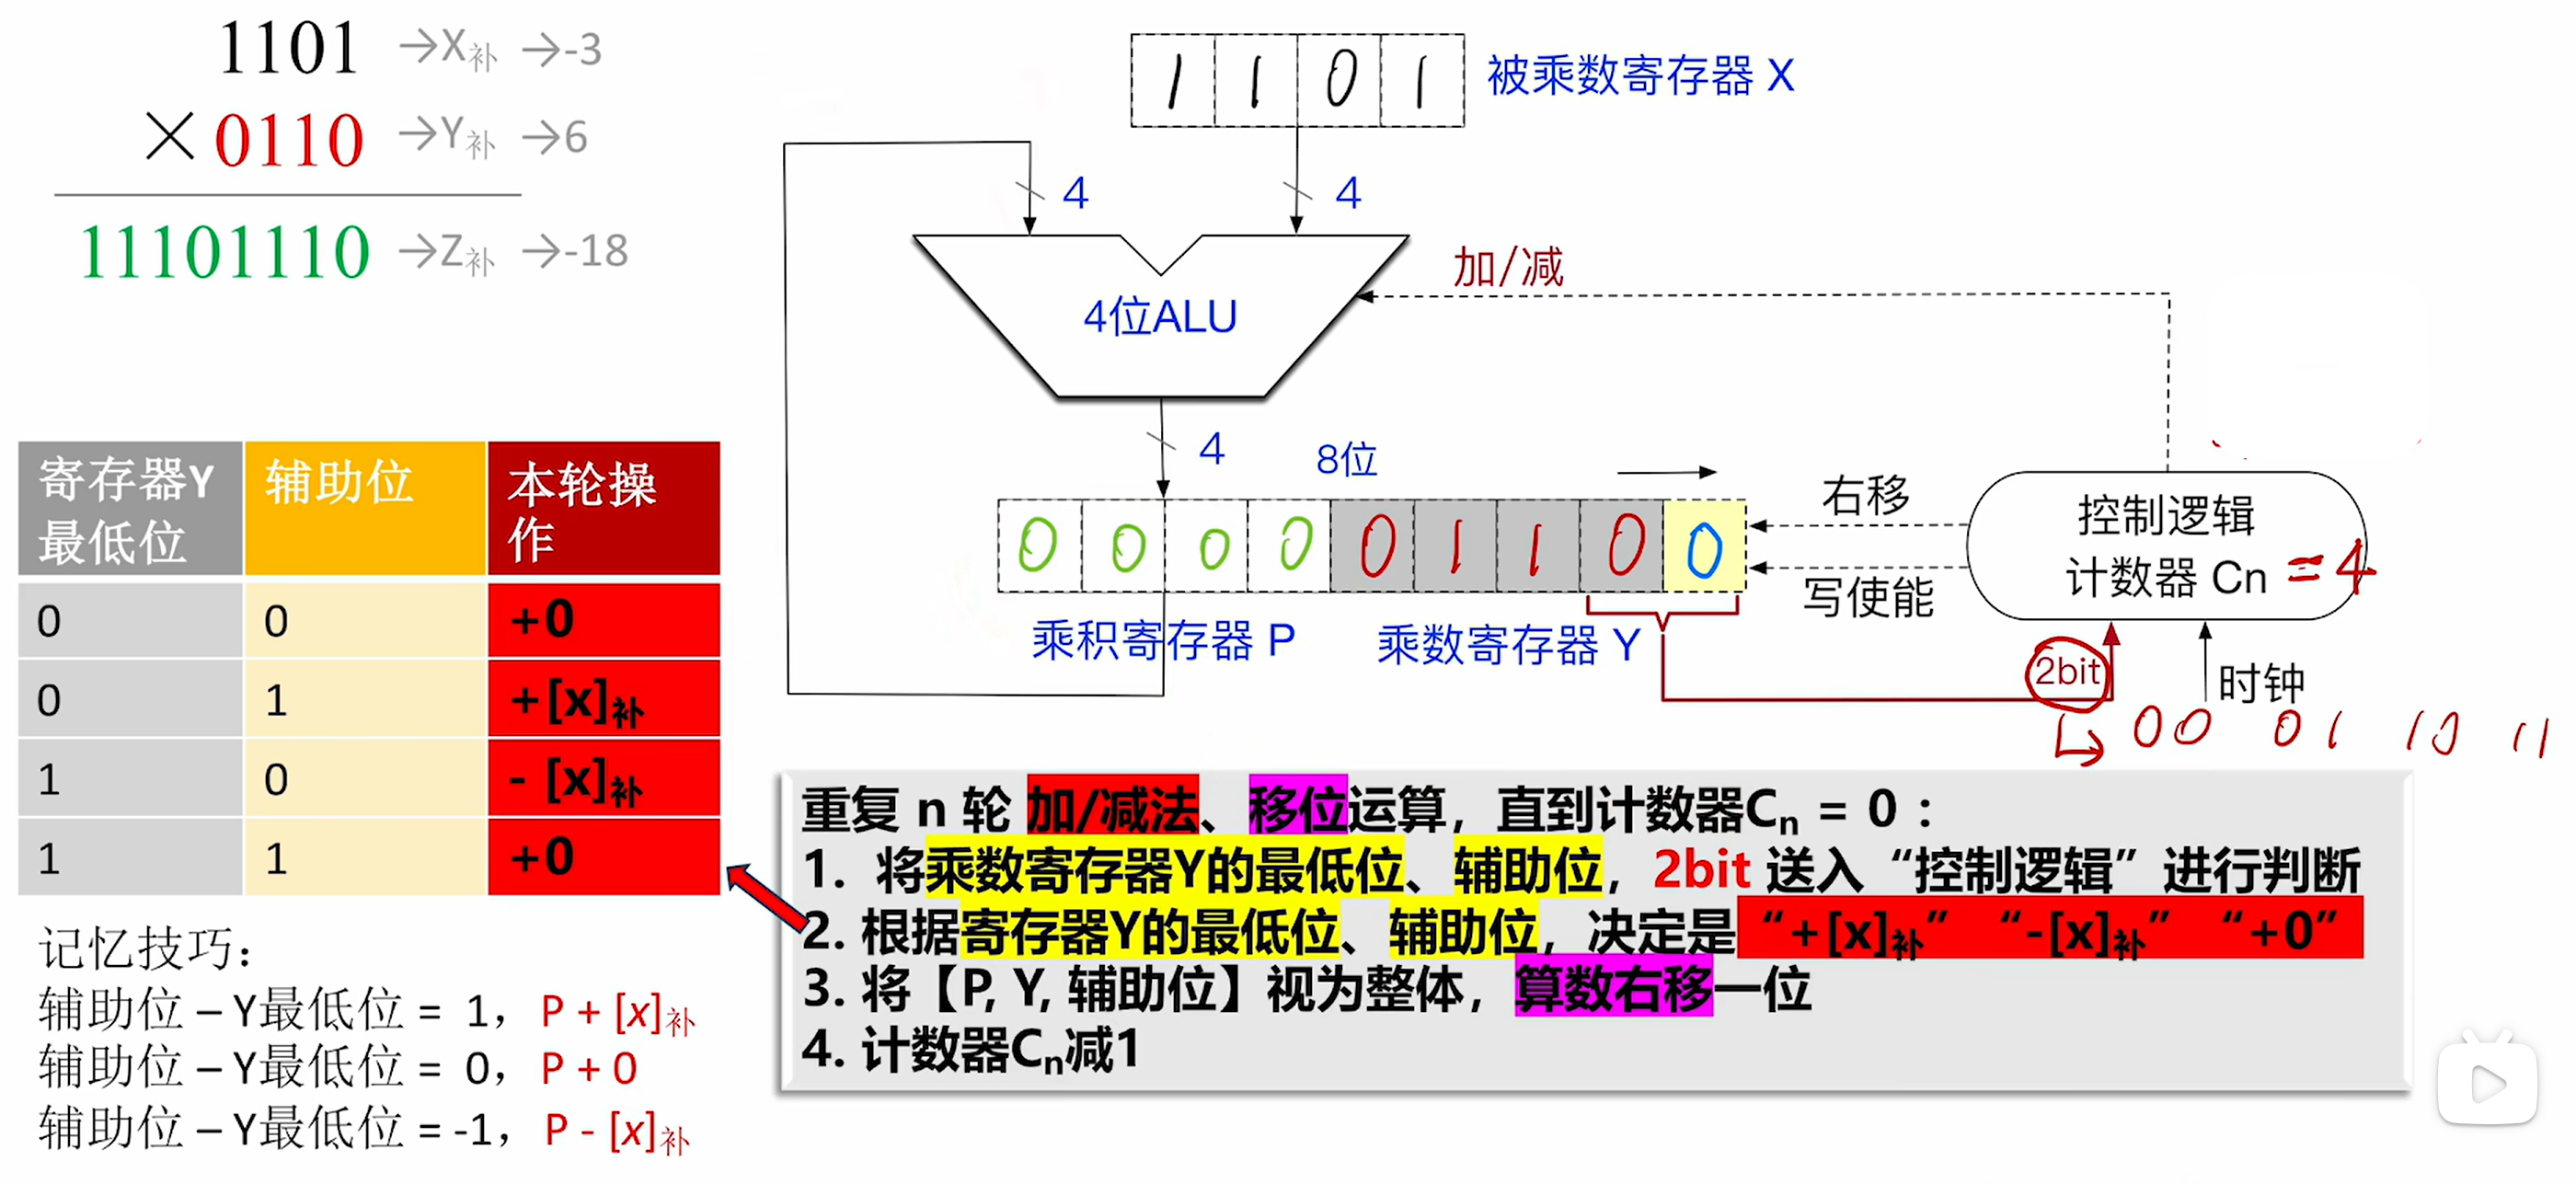 1101 →X补 →-3
×0110 →Y补 →6
11101110 →Z补 →-18
1 1 0 1 被乘数寄存器 X
4 4
加/减
4位ALU
4 8位
0 0 0 0 0 1 1 0 0
右移
写使能
控制逻辑
计数器 Cn =4
乘积寄存器 P 乘数寄存器 Y
2bit 时钟
00 01 10 11
寄存器Y最低位 辅助位 本轮操作
0 0 +0
0 1 +[x]补
1 0 - [x]补
1 1 +0
记忆技巧：
辅助位 – Y最低位 = 1，P + [x]补
辅助位 – Y最低位 = 0，P + 0
辅助位 – Y最低位 = -1，P - [x]补
重复 n 轮 加/减法、移位运算，直到计数器Cn = 0：
1. 将乘数寄存器Y的最低位、辅助位，2bit 送入“控制逻辑”进行判断
2. 根据寄存器Y的最低位、辅助位，决定是“+[x]补” “-[x]补” “+0”
3. 将【P, Y, 辅助位】视为整体，算数右移一位
4. 计数器Cn减1